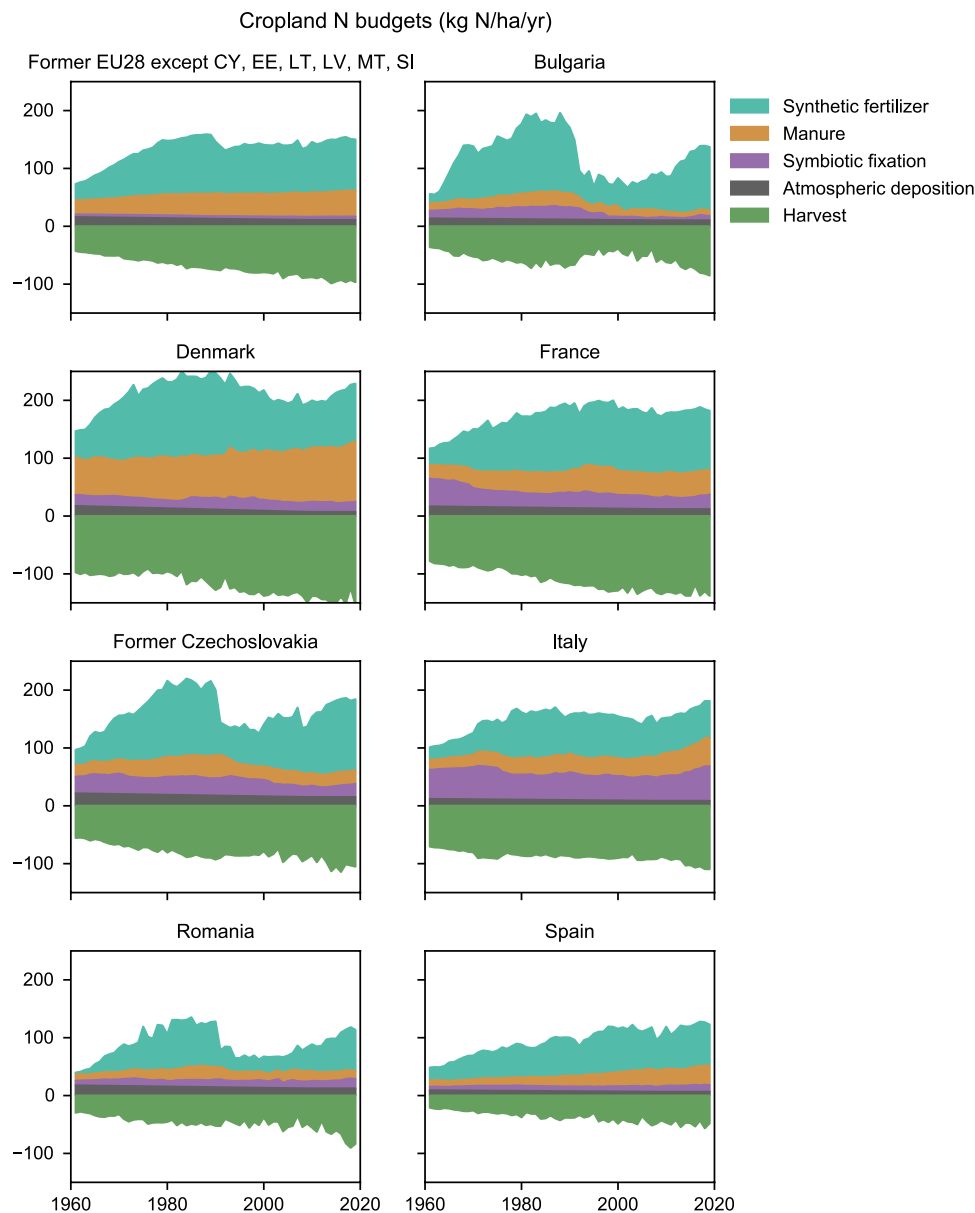 Cropland N budgets (kg N/ha/yr)
Former EU28 except CY, EE, LT, LV, MT, SI
Bulgaria
200
100
0
−100
Synthetic fertilizer
Manure
Symbiotic fixation
Atmospheric deposition
Harvest
Denmark
France
200
100
0
−100
Former Czechoslovakia
Italy
200
100
0
−100
Romania
Spain
200
100
0
−100
1960 1980 2000 2020
1960 1980 2000 2020